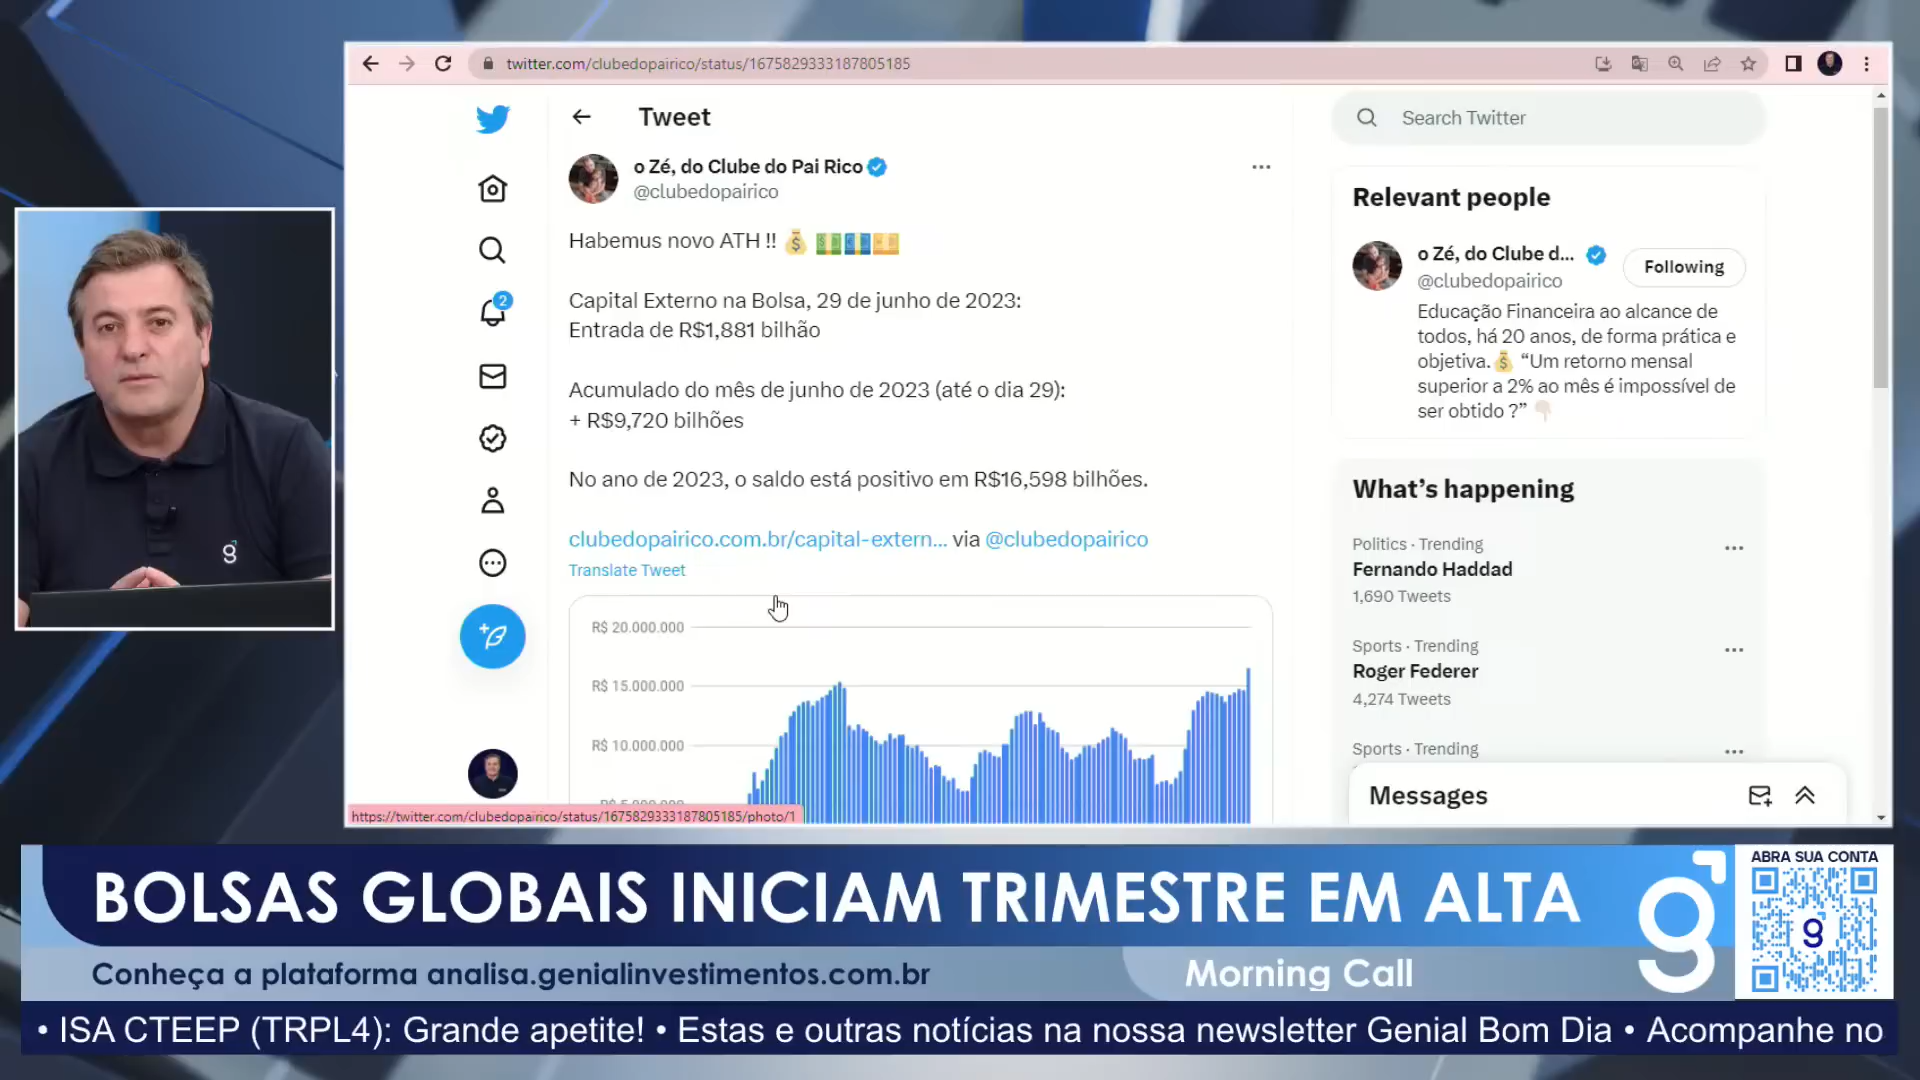 twitter.com/clubedopairico/status/1675829333187805185
Tweet
Search Twitter
o Zé, do Clube do Pai Rico
@clubedopairico
Habemus novo ATH !!
Capital Externo na Bolsa, 29 de junho de 2023:
Entrada de R$1,881 bilhão
Acumulado do mês de junho de 2023 (até o dia 29):
+ R$9,720 bilhões
No ano de 2023, o saldo está positivo em R$16,598 bilhões.
clubedopairico.com.br/capital-extern... via @clubedopairico
Translate Tweet
R$ 20.000.000
R$ 15.000.000
R$ 10.000.000
2
Relevant people
o Zé, do Clube d...
@clubedopairico
Following
Educação Financeira ao alcance de
todos, há 20 anos, de forma prática e
objetiva. “Um retorno mensal
superior a 2% ao mês é impossível de
ser obtido ?”
What’s happening
Politics · Trending
Fernando Haddad
1,690 Tweets
Sports · Trending
Roger Federer
4,274 Tweets
Sports · Trending
Messages
https://twitter.com/clubedopairico/status/1675829333187805185/photo/1
g
BOLSAS GLOBAIS INICIAM TRIMESTRE EM ALTA
ABRA SUA CONTA
g
g
Conheça a plataforma analisa.genialinvestimentos.com.br
Morning Call
• ISA CTEEP (TRPL4): Grande apetite! • Estas e outras notícias na nossa newsletter Genial Bom Dia • Acompanhe no